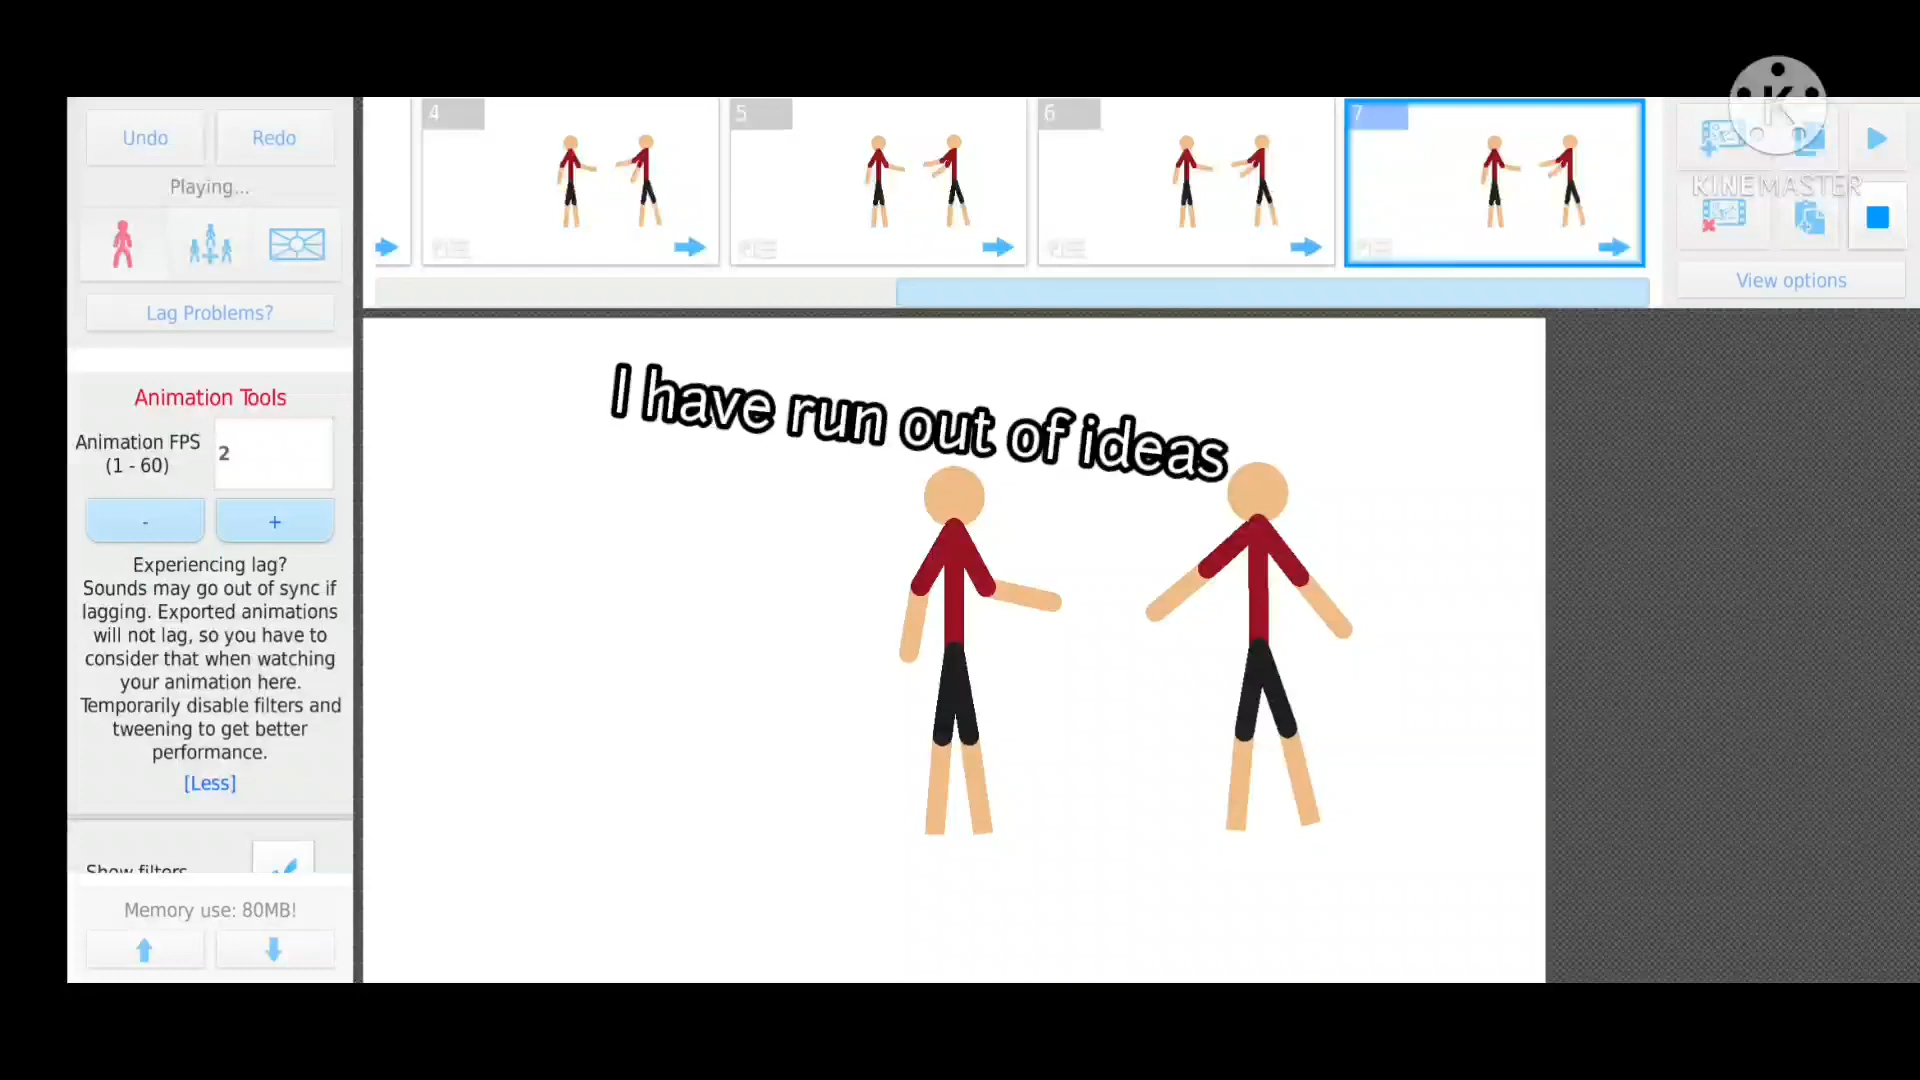 Undo
Redo
Playing...
Lag Problems?
Animation Tools
Animation FPS
(1 - 60)
2
-
+
Experiencing lag?
Sounds may go out of sync if
lagging. Exported animations
will not lag, so you have to
consider that when watching
your animation here.
Temporarily disable filters and
tweening to get better
performance.
[Less]
Show filters
Memory use: 80MB!
4
5
6
7
K
KINEMASTER
View options
I have run out of ideas